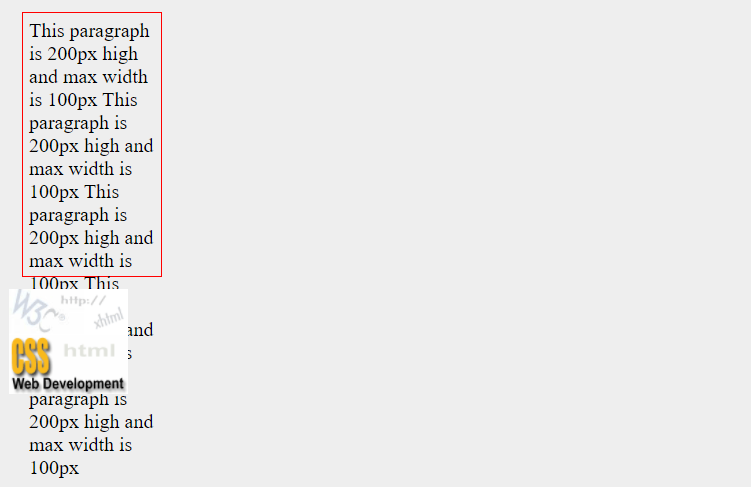 This paragraph
is 200px high
and max width
is 100px This
paragraph is
200px high and
max width is
100px This
paragraph is
200px high and
max width is
100px This
http://
W3C®
xhtml
and
CSS
html
s
Web Development
paragraph is
200px high and
max width is
100px